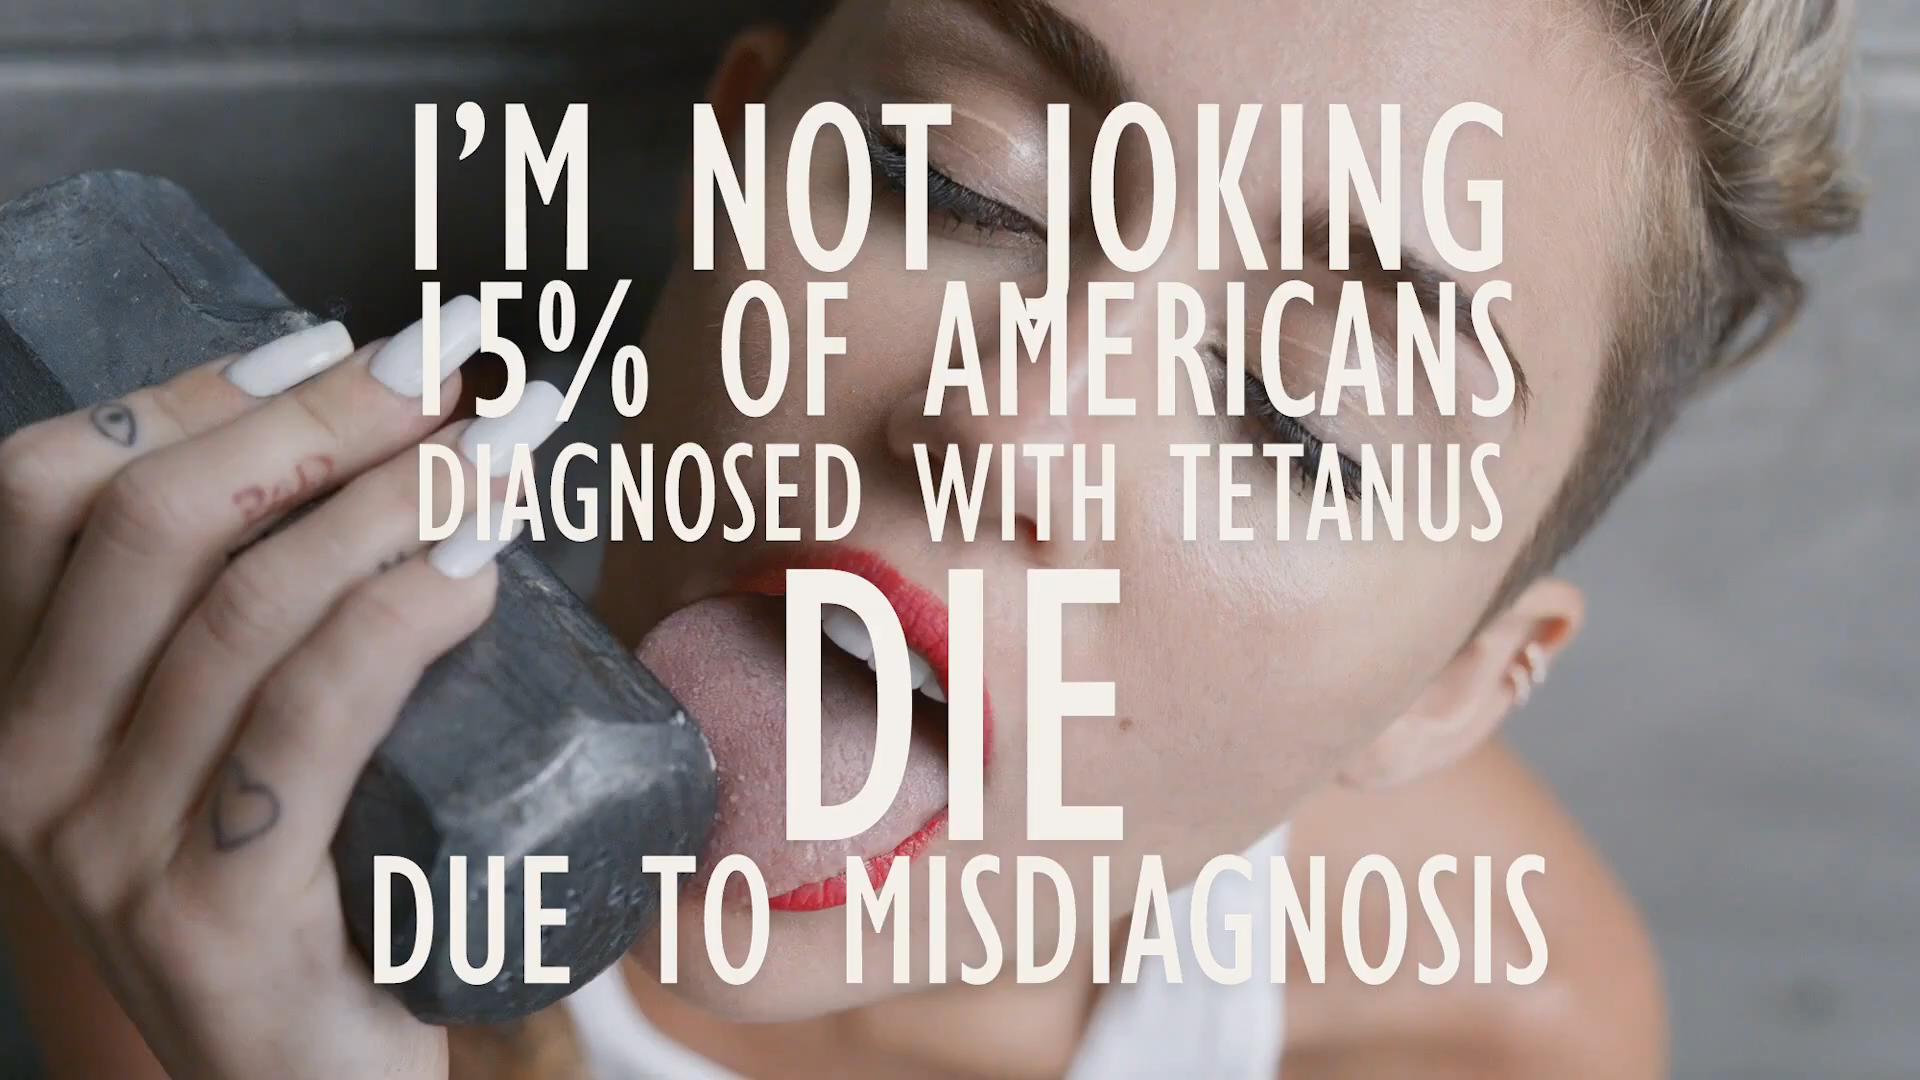 I'M NOT JOKING
15% OF AMERICANS
DIAGNOSED WITH TETANUS
DIE
DUE TO MISDIAGNOSIS